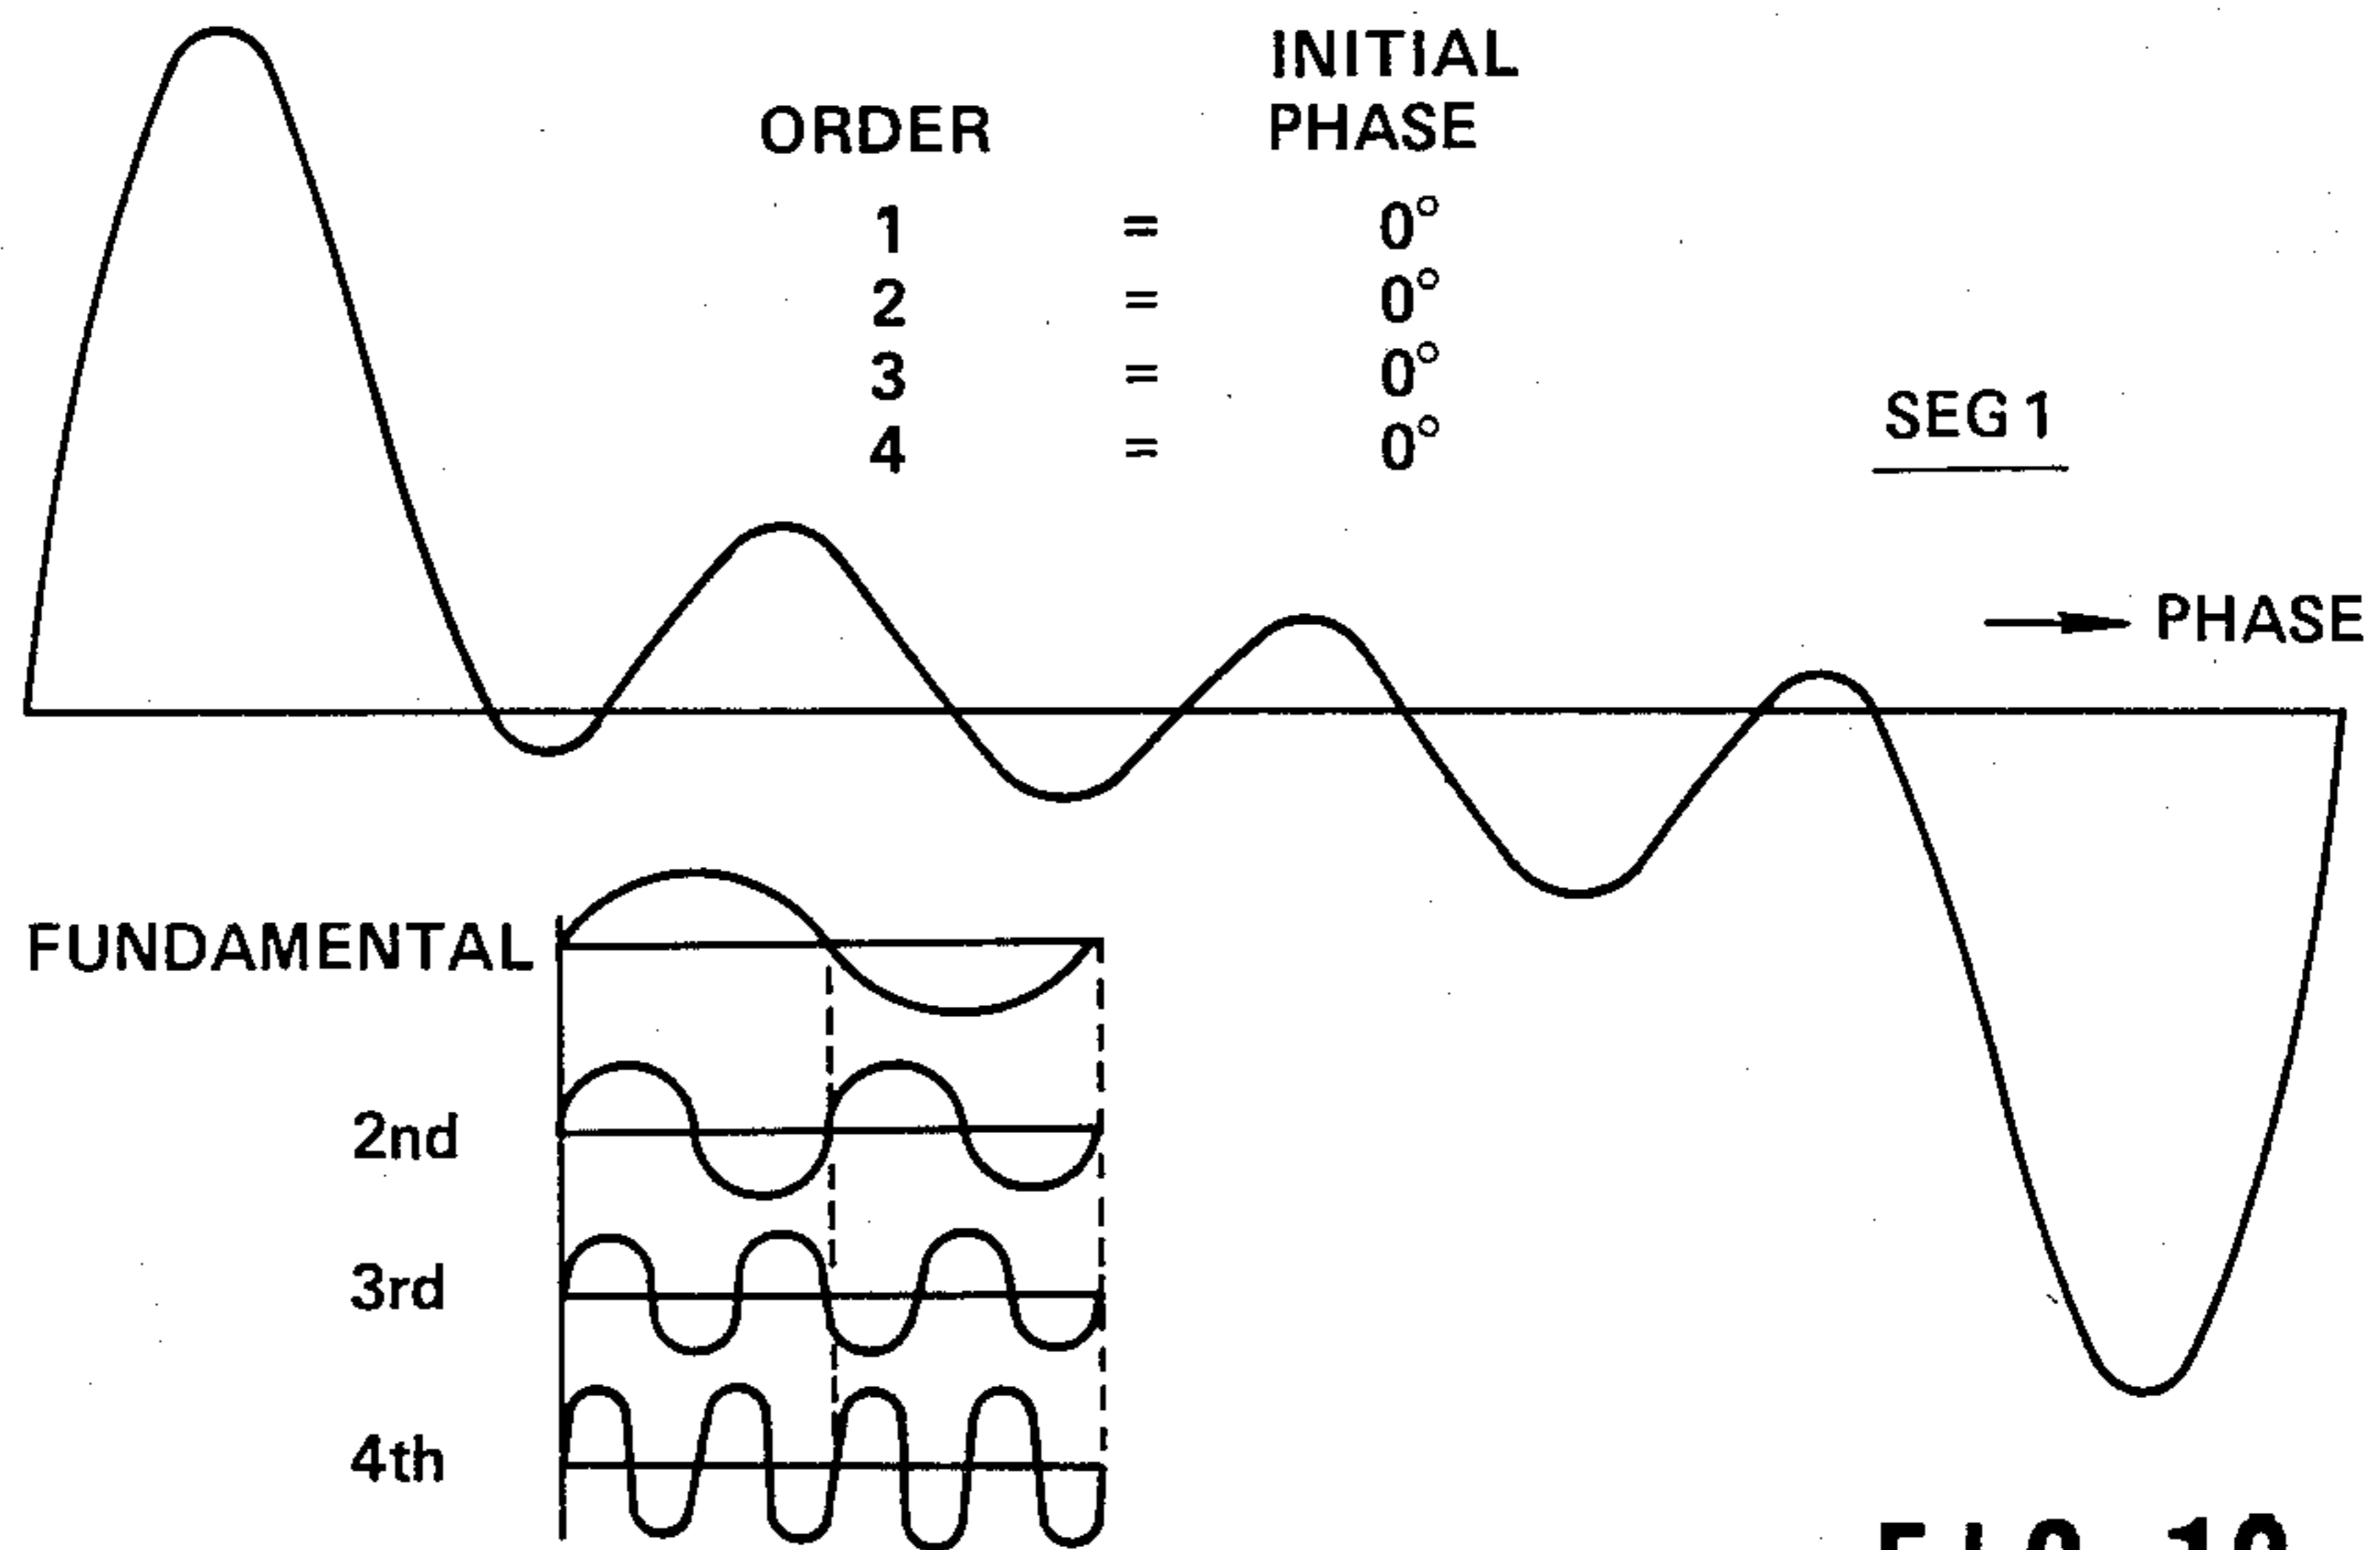 INITIAL
ORDER PHASE
1 = 0°
2 = 0°
3 = 0°
4 = 0°
SEG 1
PHASE
FUNDAMENTAL
2nd
3rd
4th